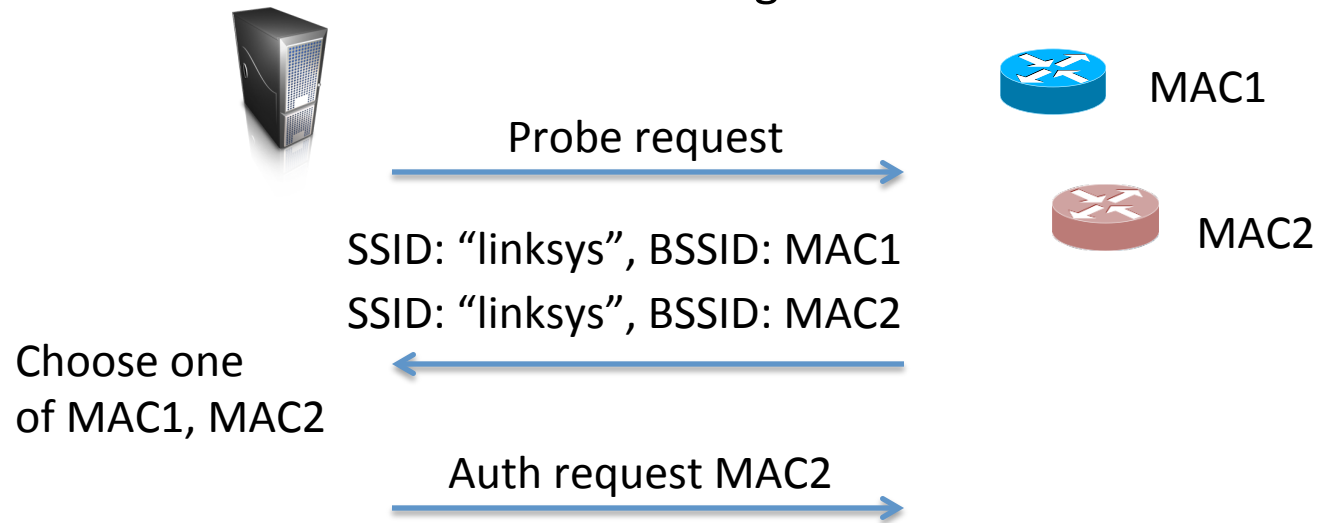 MAC1
Probe request
MAC2
SSID: “linksys”, BSSID: MAC1
SSID: “linksys”, BSSID: MAC2
Choose one
of MAC1, MAC2
Auth request MAC2